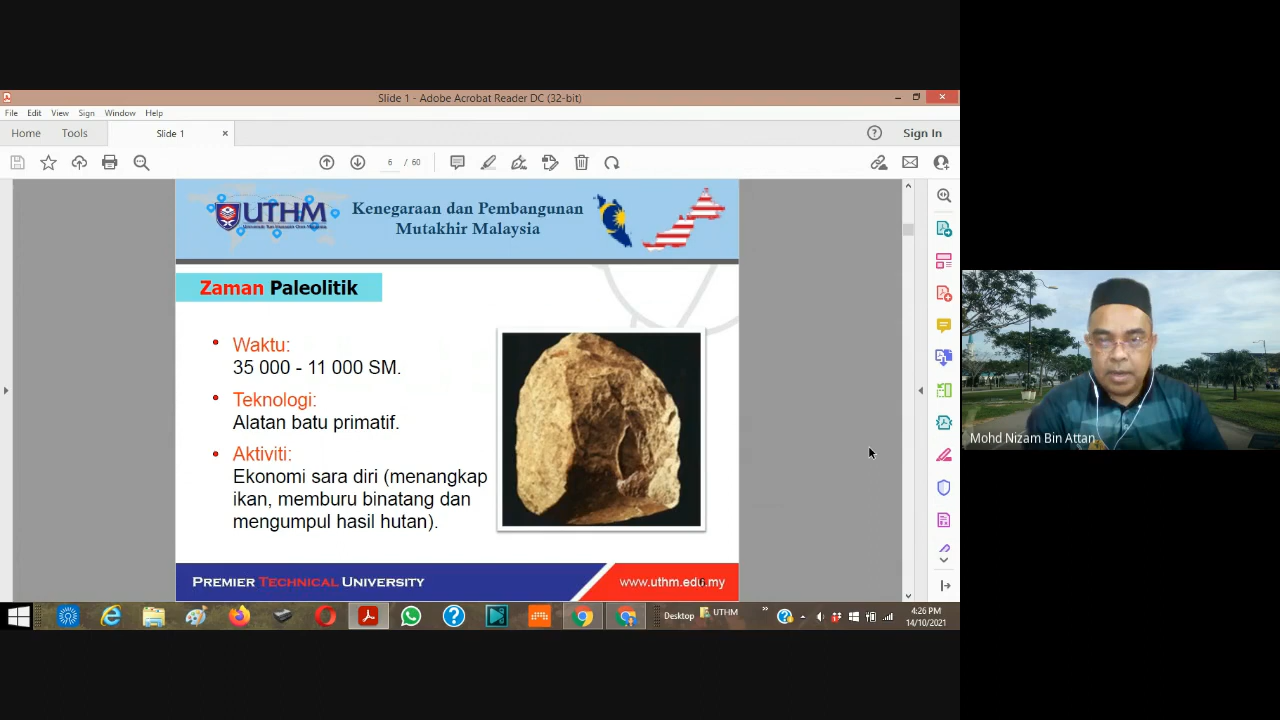 Slide 1 - Adobe Acrobat Reader DC (32-bit)
File Edit View Sign Window Help
Home Tools Slide 1 Sign In
6 / 60
UTHM
Kenegaraan dan Pembangunan
Mutakhir Malaysia
Zaman Paleolitik
Waktu:
35 000 - 11 000 SM.
Teknologi:
Alatan batu primatif.
Aktiviti:
Ekonomi sara diri (menangkap
ikan, memburu binatang dan
mengumpul hasil hutan).
PREMIER TECHNICAL UNIVERSITY
www.uthm.edu.my
Mohd Nizam Bin Attan
Desktop UTHM
4:26 PM
14/10/2021